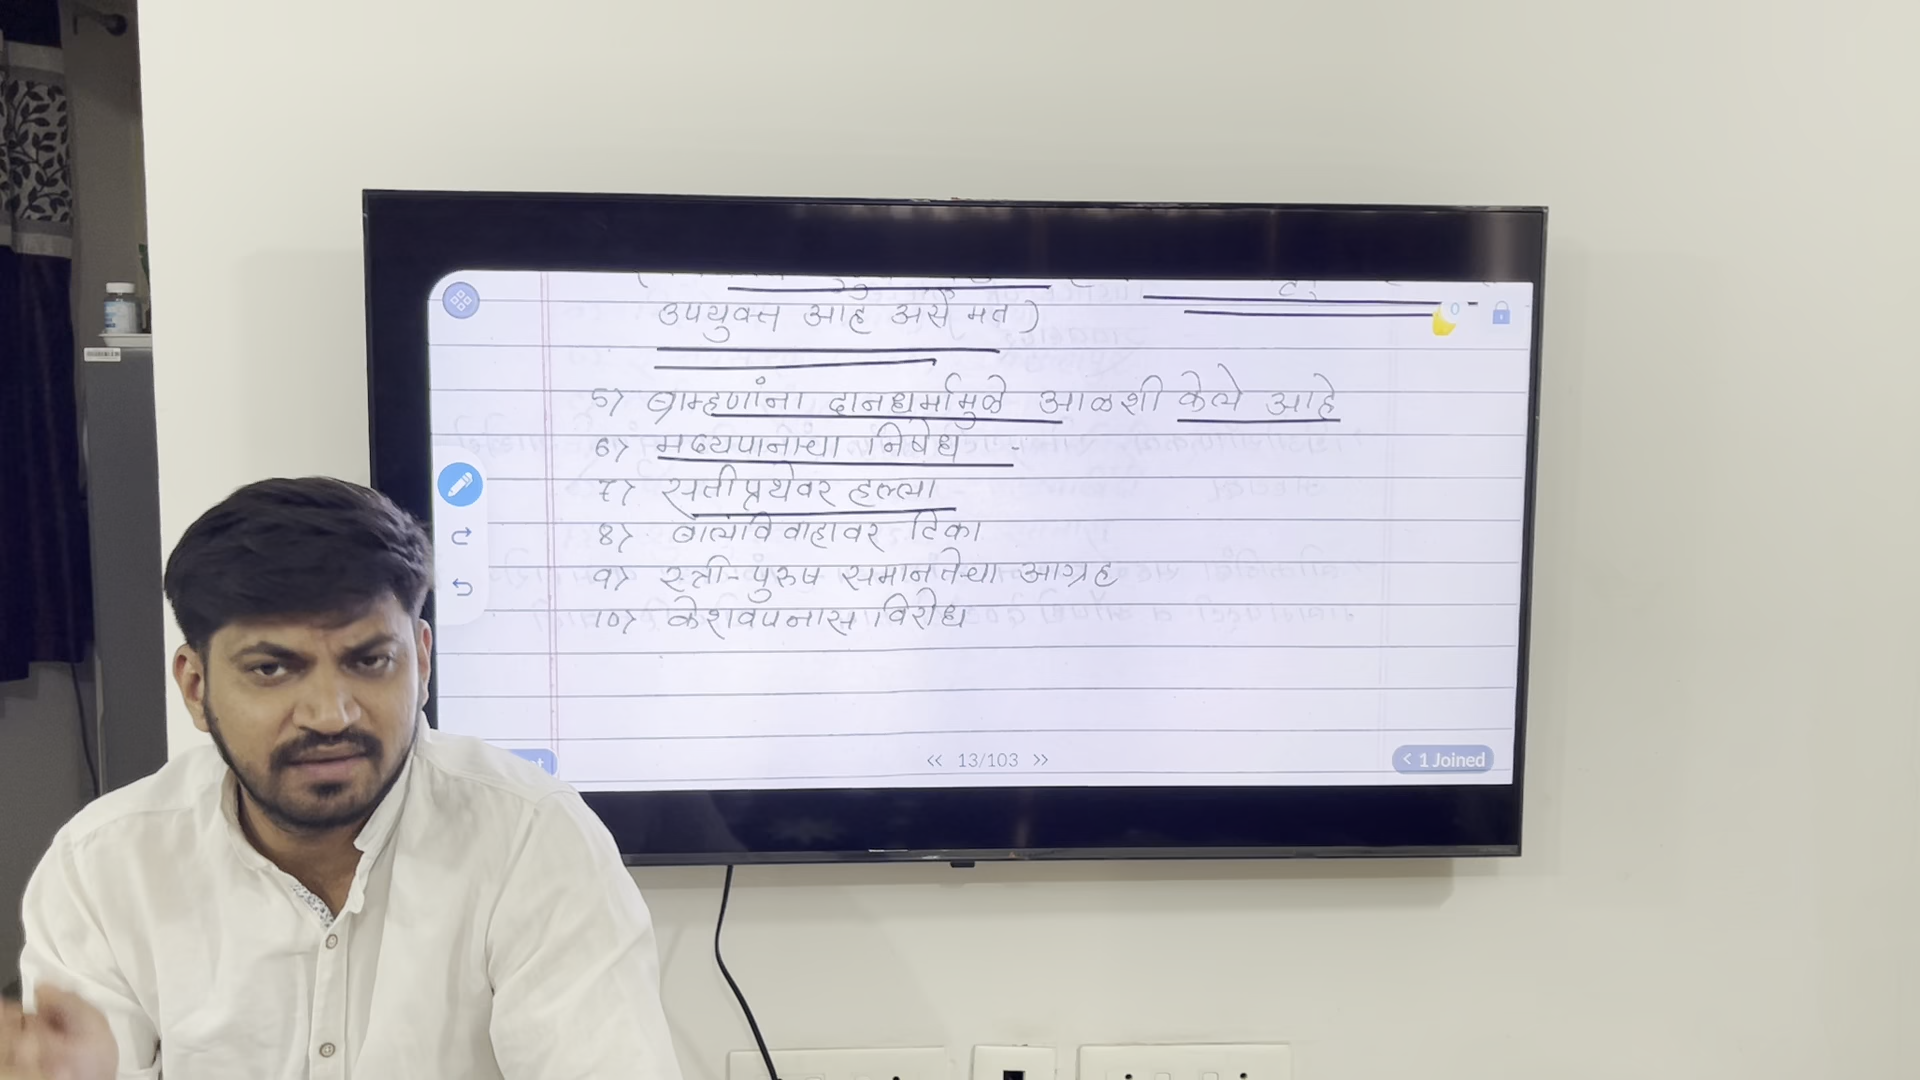 उपयुक्त आहे असे मत)
5) ब्राम्हणांना दानधर्मामुळे आळशी केले आहे
6) मद्यपानाचा निषेध -
7) सतीप्रथेवर हल्ला
8) बालविवाहावर टिका
9) स्त्री-पुरुष समानतेचा आग्रह
10) केशवपनास विरोध
<< 13/103 >>
< 1 Joined